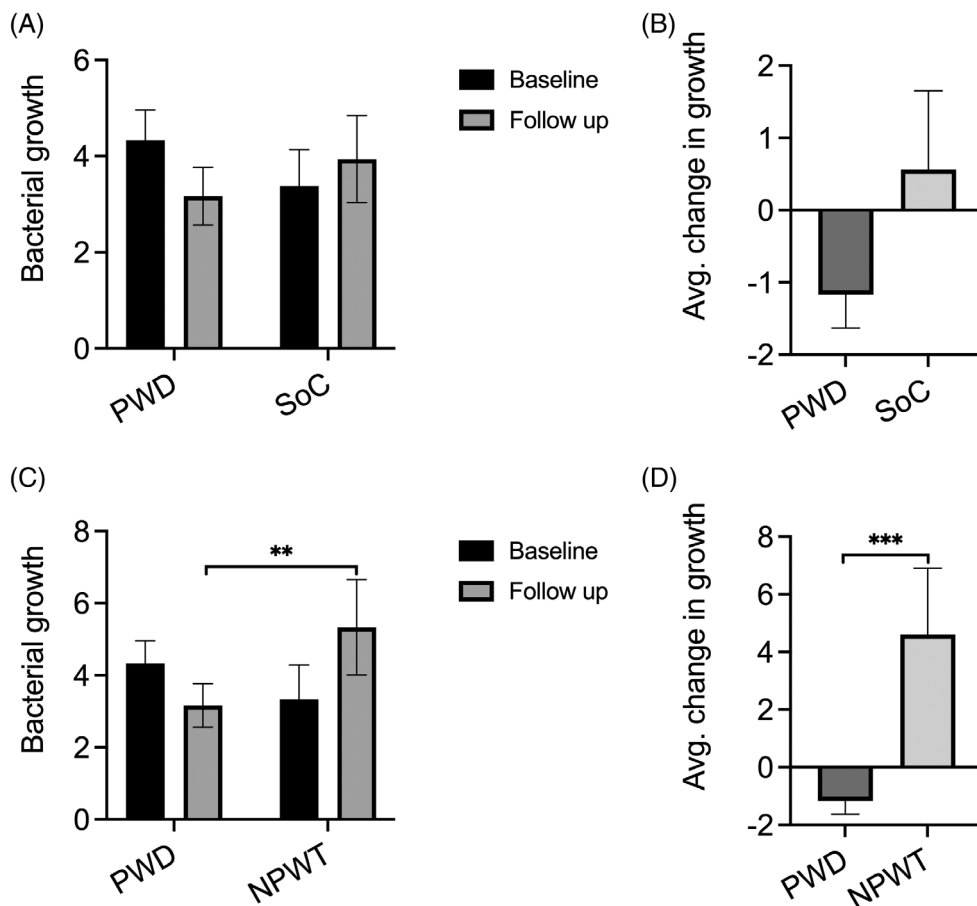 (A)
Bacterial growth
6
4
2
0
PWD
SoC
Baseline
Follow up
(B)
Avg. change in growth
2
1
0
-1
-2
PWD
SoC
(C)
Bacterial growth
8
6
4
2
0
**
PWD
NPWT
Baseline
Follow up
(D)
Avg. change in growth
8
6
4
2
0
-2
***
PWD
NPWT